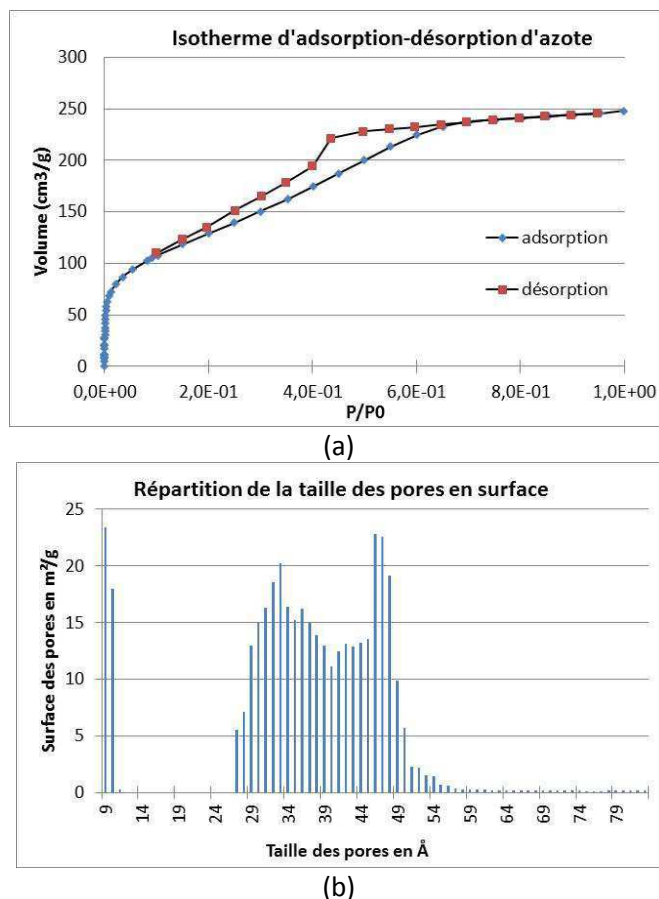 Isotherme d'adsorption-désorption d'azote
300
250
200
150
100
50
0
Volume (cm3/g)
adsorption
désorption
0,0E+00 2,0E-01 4,0E-01 6,0E-01 8,0E-01 1,0E+00
P/P0
(a)
Répartition de la taille des pores en surface
25
20
15
10
5
0
Surface des pores en m²/g
9 14 19 24 29 34 39 44 49 54 59 64 69 74 79
Taille des pores en Å
(b)